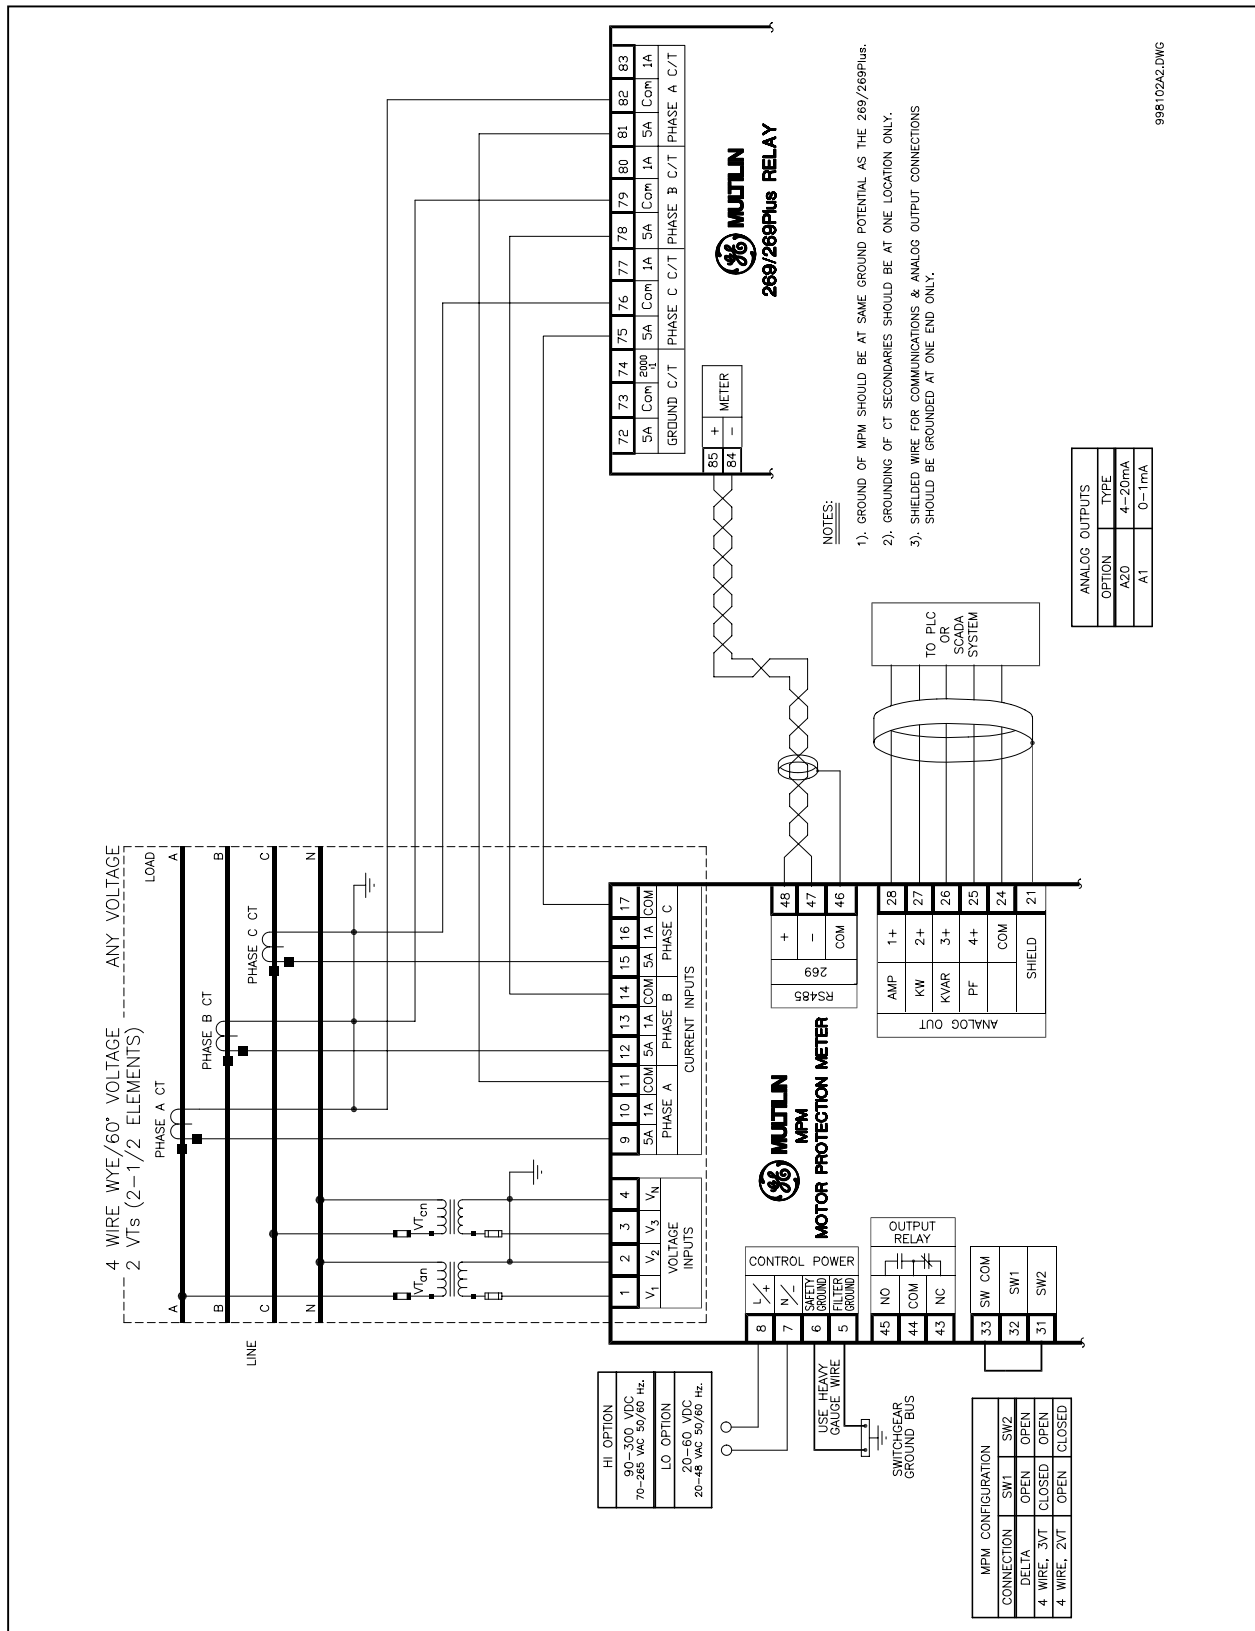 4 WIRE WYE/60° VOLTAGE - ANY VOLTAGE
2 VTs (2-1/2 ELEMENTS)
LINE
LOAD
A
B
C
N
A
B
C
N
PHASE A CT
PHASE B CT
PHASE C CT
VTan
VTcn
1 2 3 4
V1 V2 V3 VN
VOLTAGE
INPUTS
9 10 11 12 13 14 15 16 17
5A 1A COM 5A 1A COM 5A 1A COM
PHASE A PHASE B PHASE C
CURRENT INPUTS
HI OPTION
90-300 VDC
70-265 VAC 50/60 Hz.
LO OPTION
20-60 VDC
20-48 VAC 50/60 Hz.
CONTROL POWER
8 L/+
7 N/-
6 SAFETY GROUND
5 FILTER GROUND
USE HEAVY
GAUGE WIRE
SWITCHGEAR
GROUND BUS
OUTPUT
RELAY
45 NO
44 COM
43 NC
33 SW COM
32 SW1
31 SW2
MPM CONFIGURATION
CONNECTION SW1 SW2
DELTA OPEN OPEN
4 WIRE, 3VT CLOSED OPEN
4 WIRE, 2VT OPEN CLOSED
GE MULTILIN
MPM
MOTOR PROTECTION METER
RS485
269
+ 48
- 47
COM 46
ANALOG OUT
AMP 1+ 28
KW 2+ 27
KVAR 3+ 26
PF 4+ 25
COM 24
SHIELD 21
TO PLC
OR
SCADA
SYSTEM
72 73 74 75 76 77 78 79 80 81 82 83
5A Com 2000 :1 5A Com 1A 5A Com 1A 5A Com 1A
GROUND C/T PHASE C C/T PHASE B C/T PHASE A C/T
85 +
84 -
METER
GE MULTILIN
269/269Plus RELAY
NOTES:
1). GROUND OF MPM SHOULD BE AT SAME GROUND POTENTIAL AS THE 269/269Plus.
2). GROUNDING OF CT SECONDARIES SHOULD BE AT ONE LOCATION ONLY.
3). SHIELDED WIRE FOR COMMUNICATIONS & ANALOG OUTPUT CONNECTIONS
SHOULD BE GROUNDED AT ONE END ONLY.
ANALOG OUTPUTS
OPTION TYPE
A20 4-20mA
A1 0-1mA
998102A2.DWG